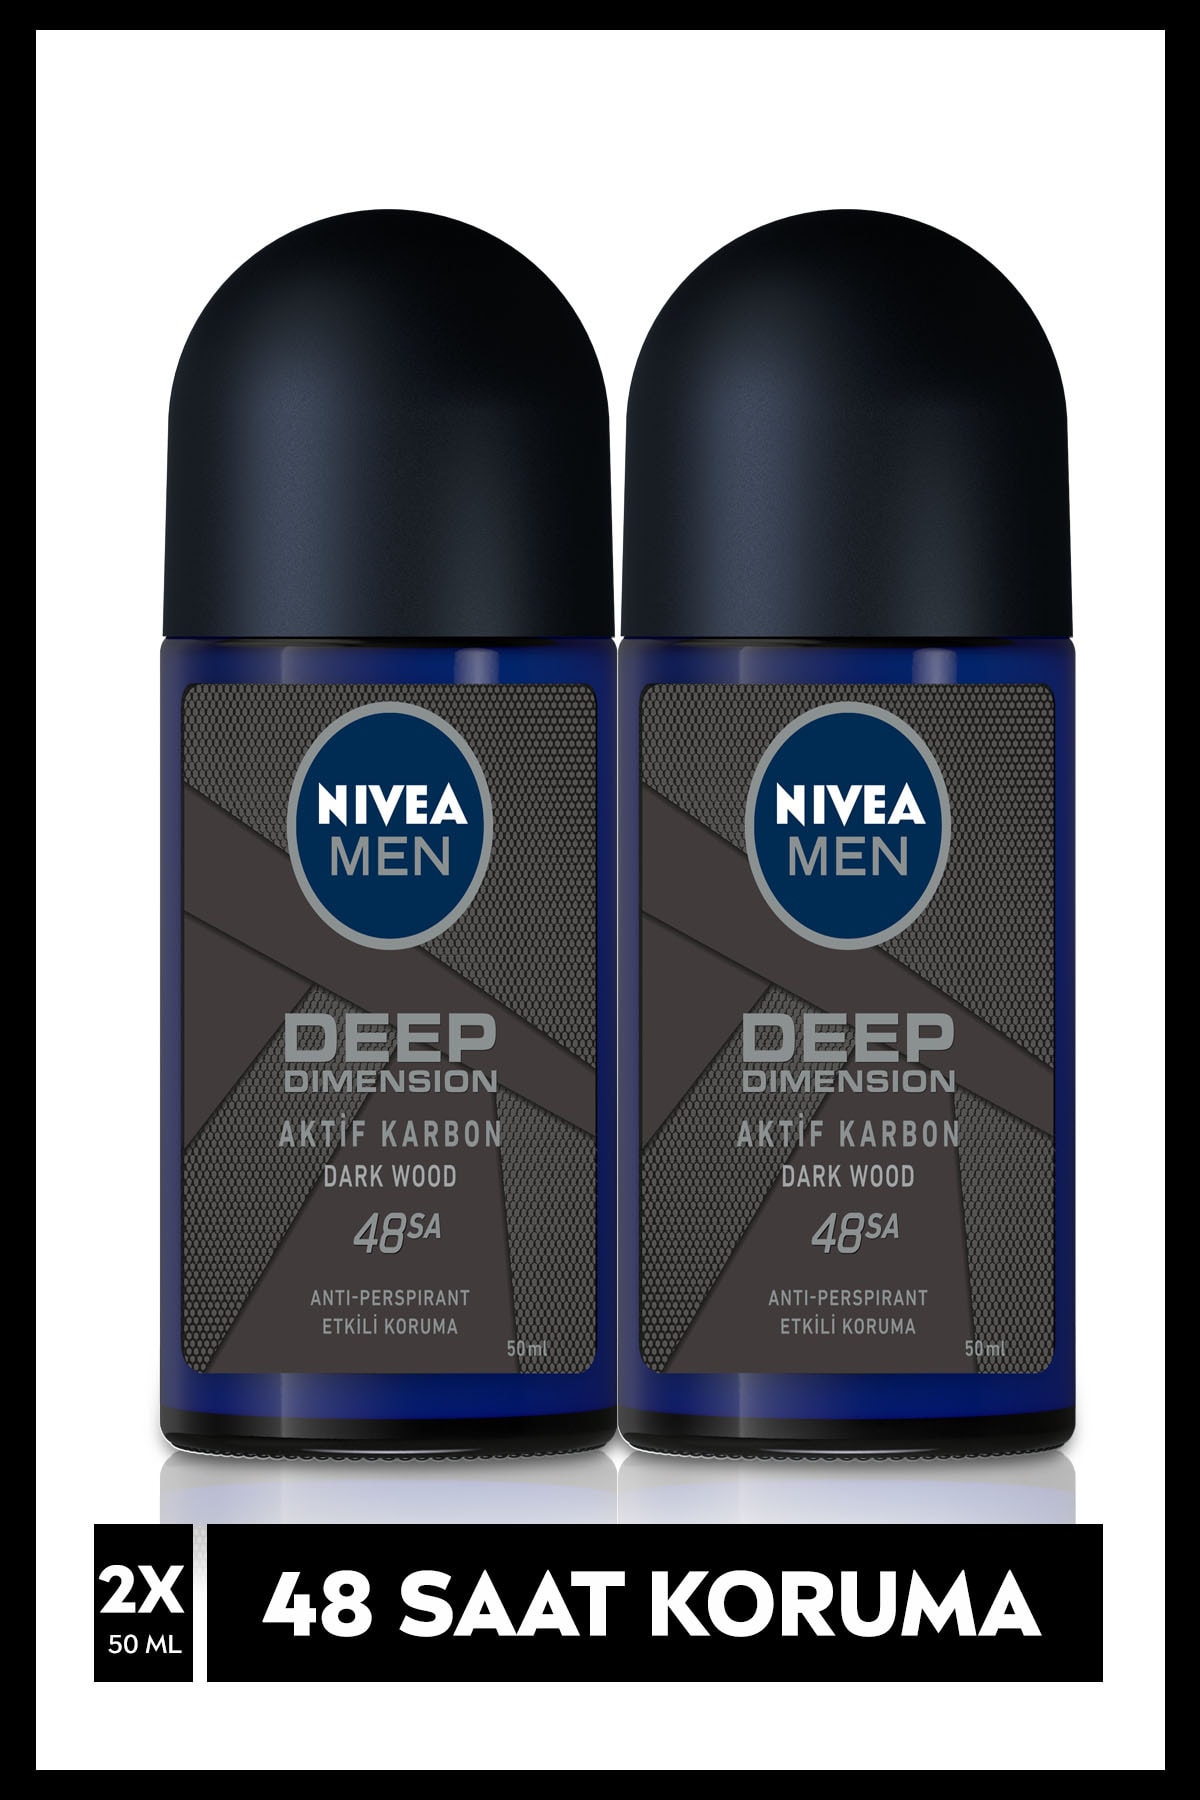 NIVEA
MEN
DEEP
DIMENSION
AKTİF KARBON
DARK WOOD
48SA
ANTI-PERSPIRANT
ETKİLİ KORUMA
50ml
NIVEA
MEN
DEEP
DIMENSION
AKTİF KARBON
DARK WOOD
48SA
ANTI-PERSPIRANT
ETKİLİ KORUMA
50ml
2X
50 ML
48 SAAT KORUMA